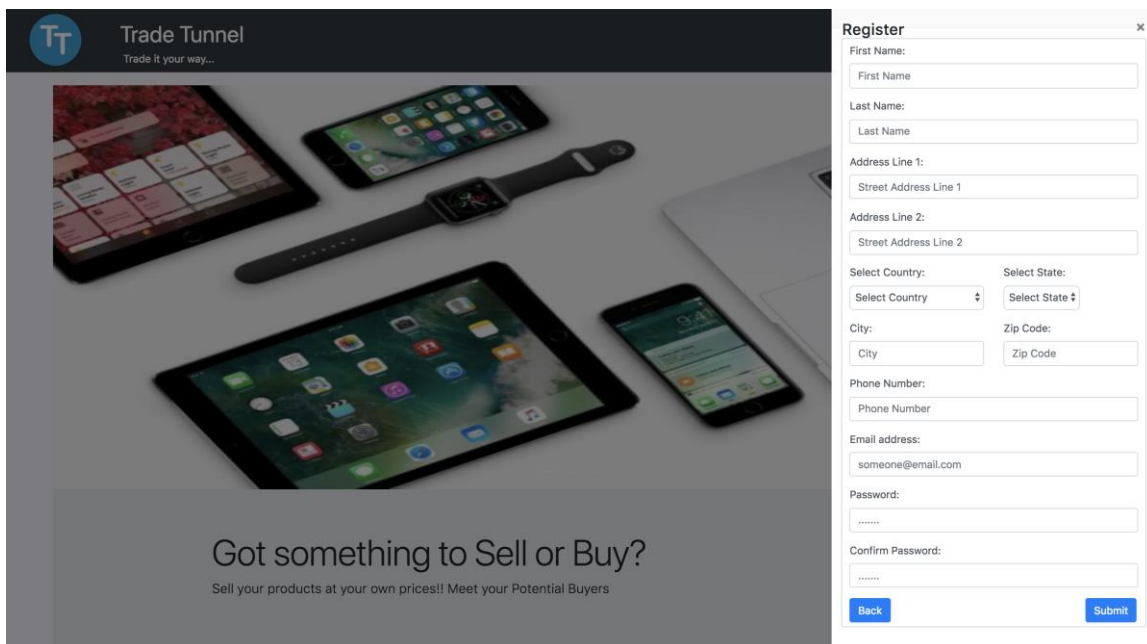 TT
Trade Tunnel
Trade it your way...
Got something to Sell or Buy?
Sell your products at your own prices!! Meet your Potential Buyers
Register ×
First Name:
First Name
Last Name:
Last Name
Address Line 1:
Street Address Line 1
Address Line 2:
Street Address Line 2
Select Country: Select State:
Select Country Select State
City: Zip Code:
City Zip Code
Phone Number:
Phone Number
Email address:
someone@email.com
Password:
.......
Confirm Password:
.......
Back Submit